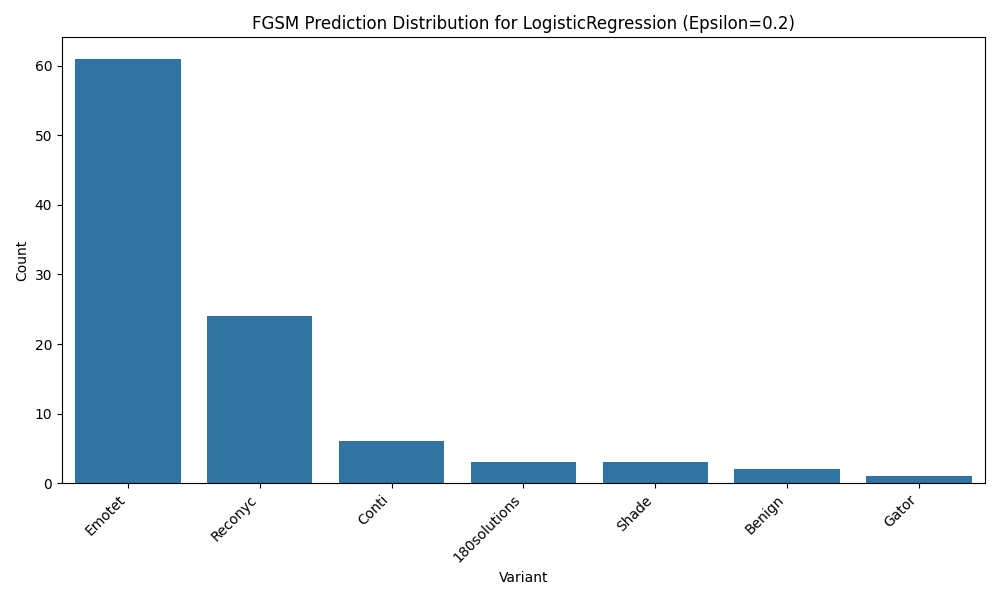 FGSM Prediction Distribution for LogisticRegression (Epsilon=0.2)
Count
60
50
40
30
20
10
0
Emotet
Reconyc
Conti
180solutions
Shade
Benign
Gator
Variant